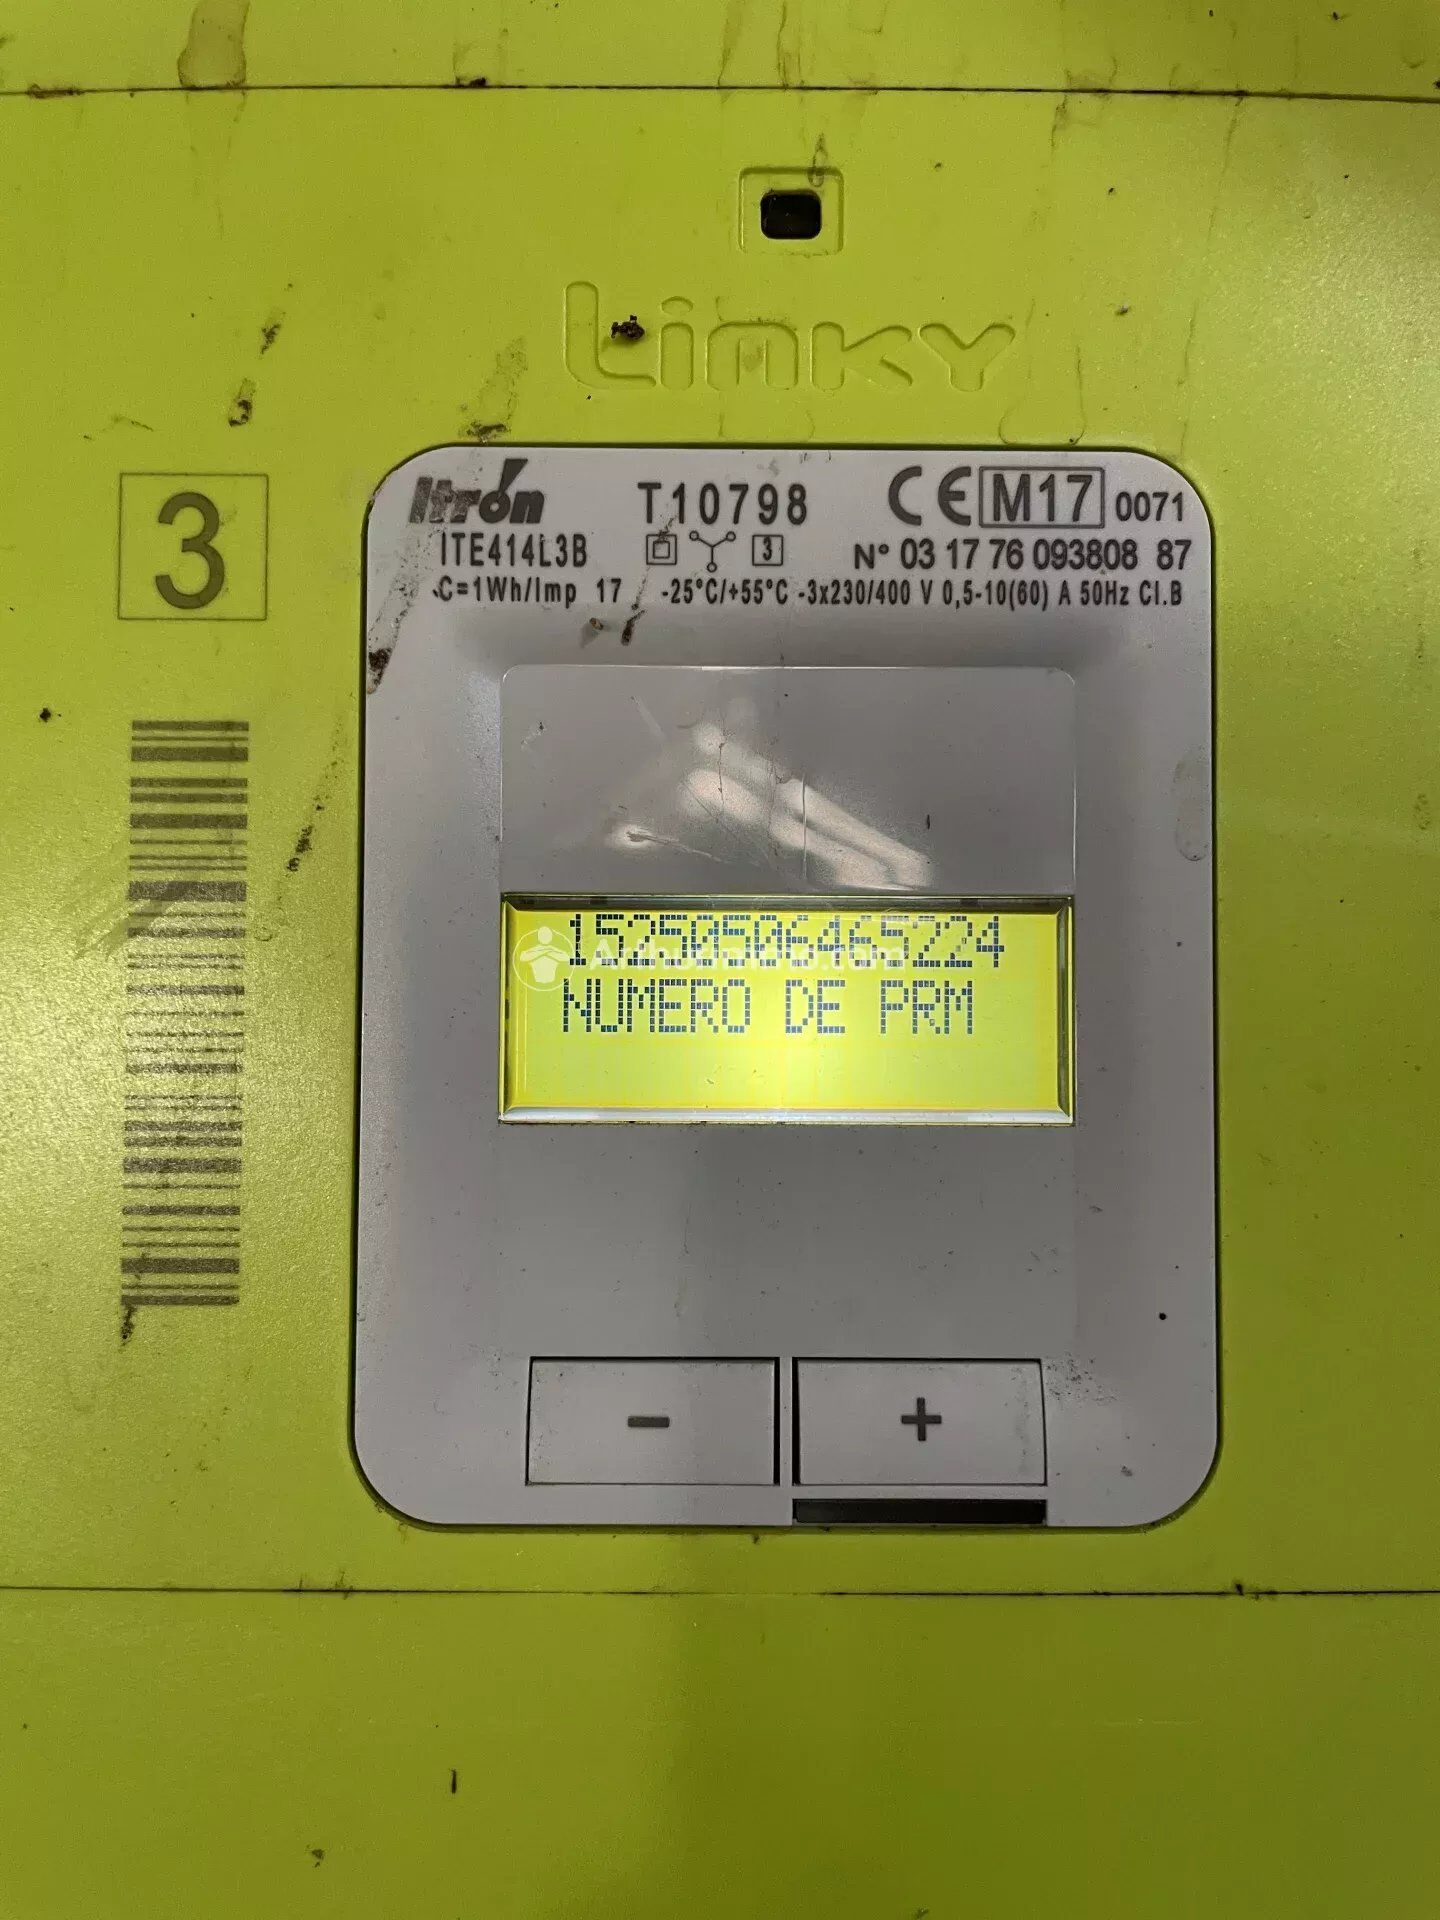 Linky
Itron T10798 CE M17 0071
3
ITE414L3B 3 N° 03 17 76 093808 87
C=1Wh/Imp 17 -25°C/+55°C -3x230/400 V 0,5-10(60) A 50Hz Cl.B
15250506465224
NUMERO DE PRM
- +